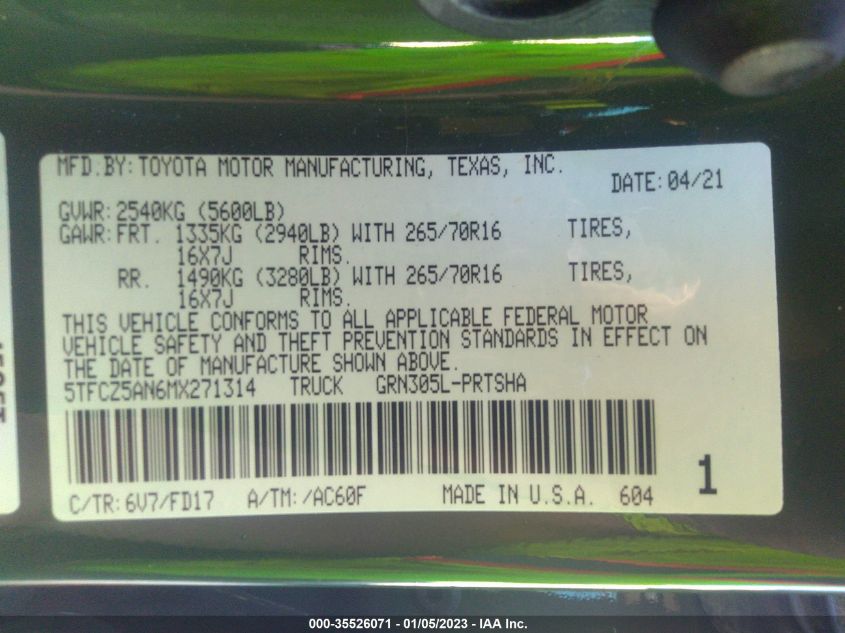 MFD.BY: TOYOTA MOTOR MANUFACTURING, TEXAS, INC.
DATE: 04/21
GVWR: 2540KG (5600LB)
GAWR: FRT. 1335KG (2940LB) WITH 265/70R16 TIRES,
16X7J RIMS.
RR. 1490KG (3280LB) WITH 265/70R16 TIRES,
16X7J RIMS.
THIS VEHICLE CONFORMS TO ALL APPLICABLE FEDERAL MOTOR
VEHICLE SAFETY AND THEFT PREVENTION STANDARDS IN EFFECT ON
THE DATE OF MANUFACTURE SHOWN ABOVE.
5TFCZ5AN6MX271314 TRUCK GRN305L-PRTSHA
C/TR: 6V7/FD17 A/TM: /AC60F MADE IN U.S.A. 604
1
000-35526071 - 01/05/2023 - IAA Inc.